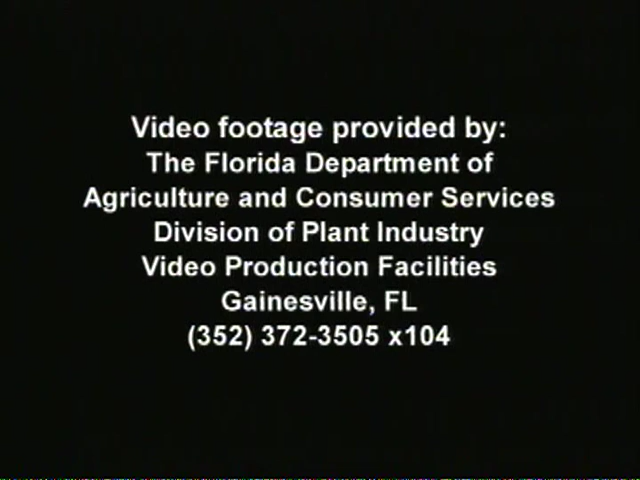 Video footage provided by:
The Florida Department of
Agriculture and Consumer Services
Division of Plant Industry
Video Production Facilities
Gainesville, FL
(352) 372-3505 x104